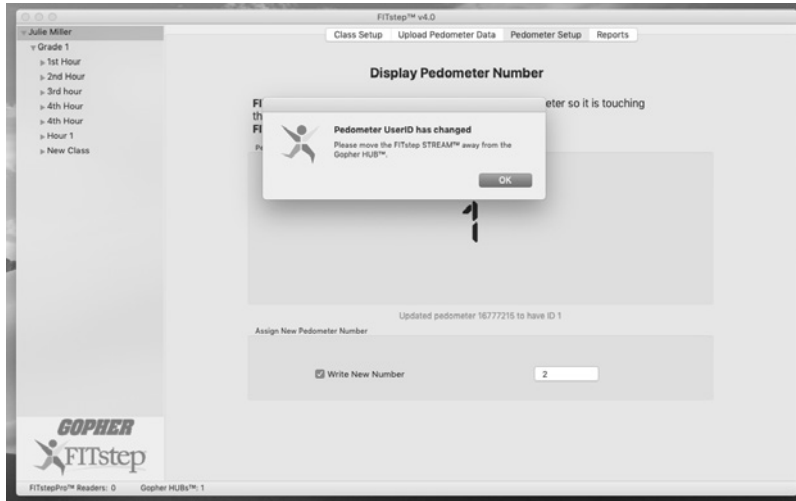 FITstep™ v4.0
Julie Miller
Grade 1
1st Hour
2nd Hour
3rd hour
4th Hour
4th Hour
Hour 1
New Class
Class Setup Upload Pedometer Data Pedometer Setup Reports
Display Pedometer Number
eter so it is touching
Pedometer UserID has changed
Please move the FITstep STREAM™ away from the
Gopher HUB™.
OK
1
Updated pedometer 16777215 to have ID 1
Assign New Pedometer Number
Write New Number 2
GOPHER
FITstep
FITstepPro™ Readers: 0 Gopher HUBs™: 1